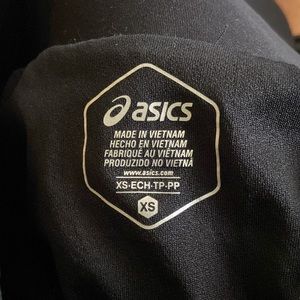 asics
MADE IN VIETNAM
HECHO EN VIETNAM
FABRIQUÉ AU VIÊTNAM
PRODUZIDO NO VIETNÃ
www.asics.com
XS·ECH·TP·PP
XS